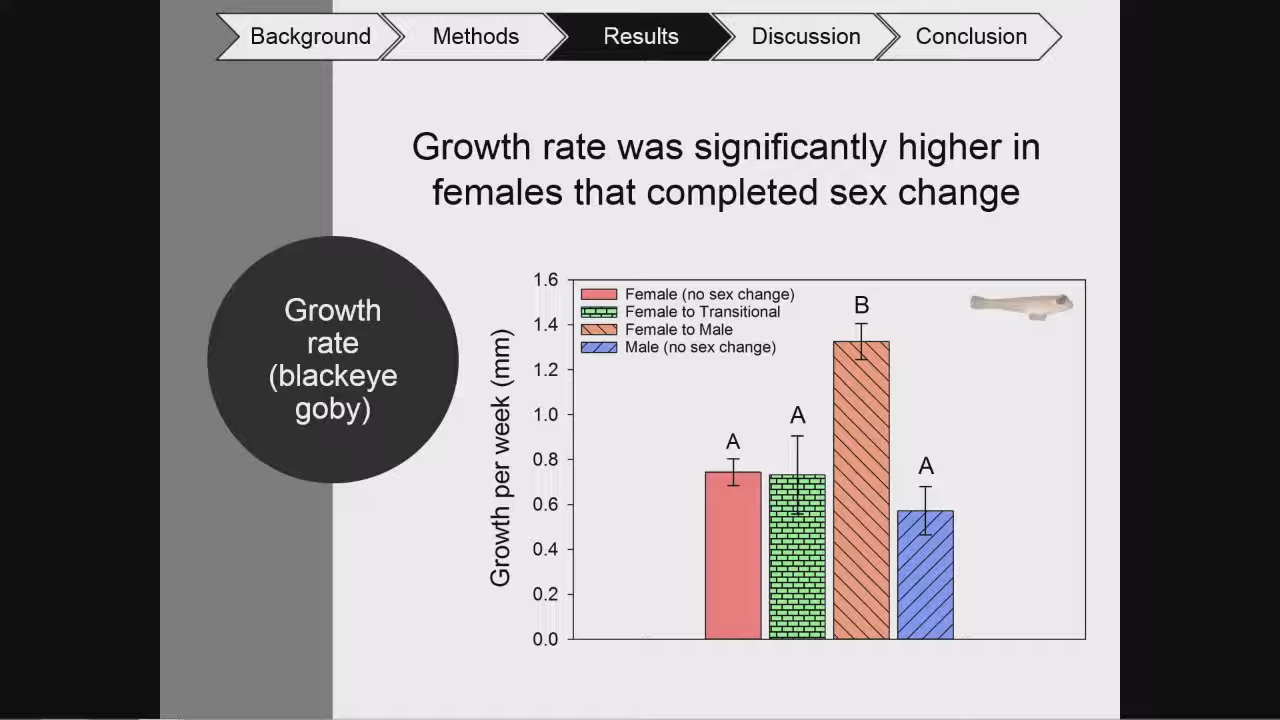 Background
Methods
Results
Discussion
Conclusion
Growth rate was significantly higher in
females that completed sex change
Growth
rate
(blackeye
goby)
Growth per week (mm)
1.6
1.4
1.2
1.0
0.8
0.6
0.4
0.2
0.0
Female (no sex change)
Female to Transitional
Female to Male
Male (no sex change)
A
A
B
A